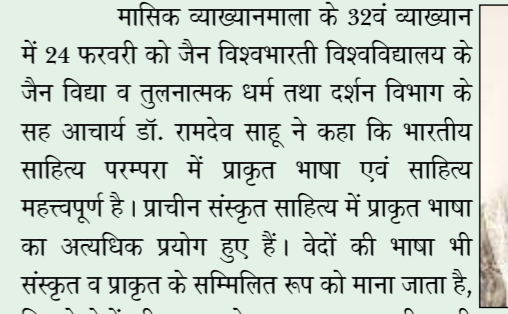 मासिक व्याख्यानमाला के 32वं व्याख्यान
में 24 फरवरी को जैन विश्वभारती विश्वविद्यालय के
जैन विद्या व तुलनात्मक धर्म तथा दर्शन विभाग के
सह आचार्य डॉ. रामदेव साहू ने कहा कि भारतीय
साहित्य परम्परा में प्राकृत भाषा एवं साहित्य
महत्त्वपूर्ण है। प्राचीन संस्कृत साहित्य में प्राकृत भाषा
का अत्यधिक प्रयोग हुए हैं। वेदों की भाषा भी
संस्कृत व प्राकृत के सम्मिलित रूप को माना जाता है,